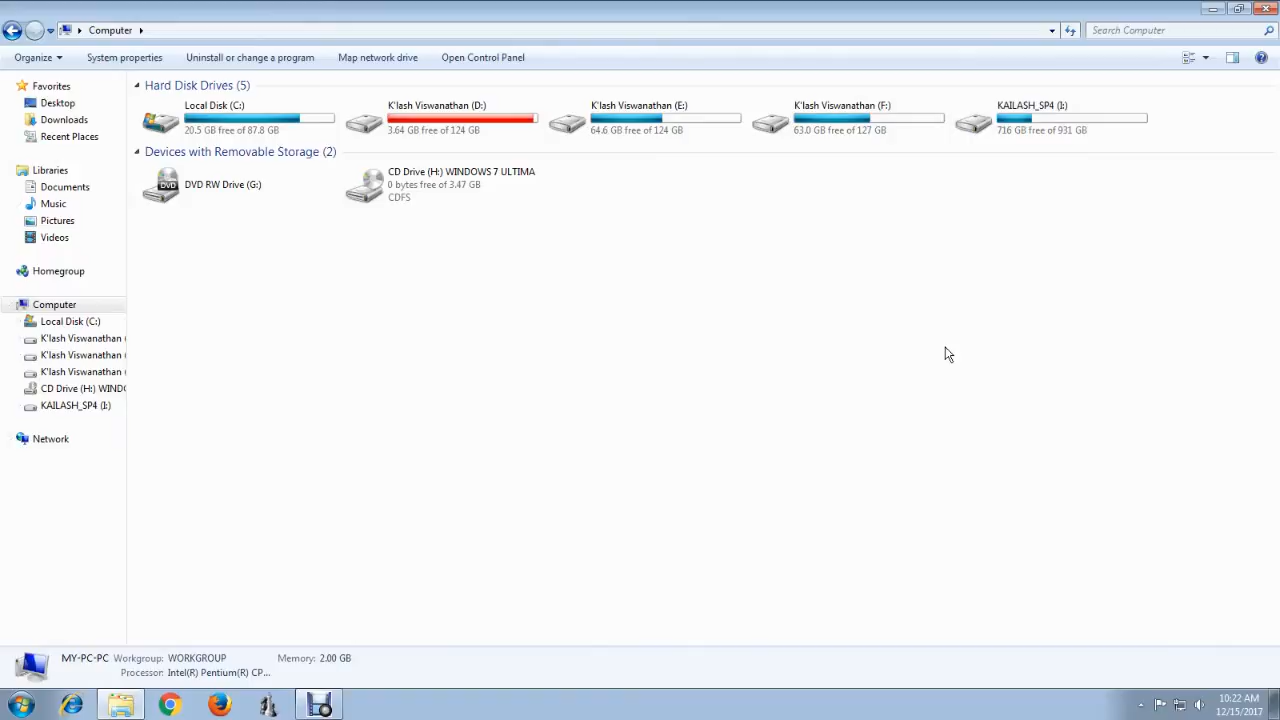 Computer
Search Computer
Organize
System properties
Uninstall or change a program
Map network drive
Open Control Panel
Favorites
Desktop
Downloads
Recent Places
Libraries
Documents
Music
Pictures
Videos
Homegroup
Computer
Local Disk (C:)
K'lash Viswanathan (
K'lash Viswanathan (
K'lash Viswanathan (
CD Drive (H:) WINDO
KAILASH_SP4 (I:)
Network
Hard Disk Drives (5)
Local Disk (C:)
20.5 GB free of 87.8 GB
K'lash Viswanathan (D:)
3.64 GB free of 124 GB
K'lash Viswanathan (E:)
64.6 GB free of 124 GB
K'lash Viswanathan (F:)
63.0 GB free of 127 GB
KAILASH_SP4 (I:)
716 GB free of 931 GB
Devices with Removable Storage (2)
DVD
DVD RW Drive (G:)
CD Drive (H:) WINDOWS 7 ULTIMA
0 bytes free of 3.47 GB
CDFS
MY-PC-PC Workgroup: WORKGROUP Memory: 2.00 GB
Processor: Intel(R) Pentium(R) CP...
10:22 AM
12/15/2017